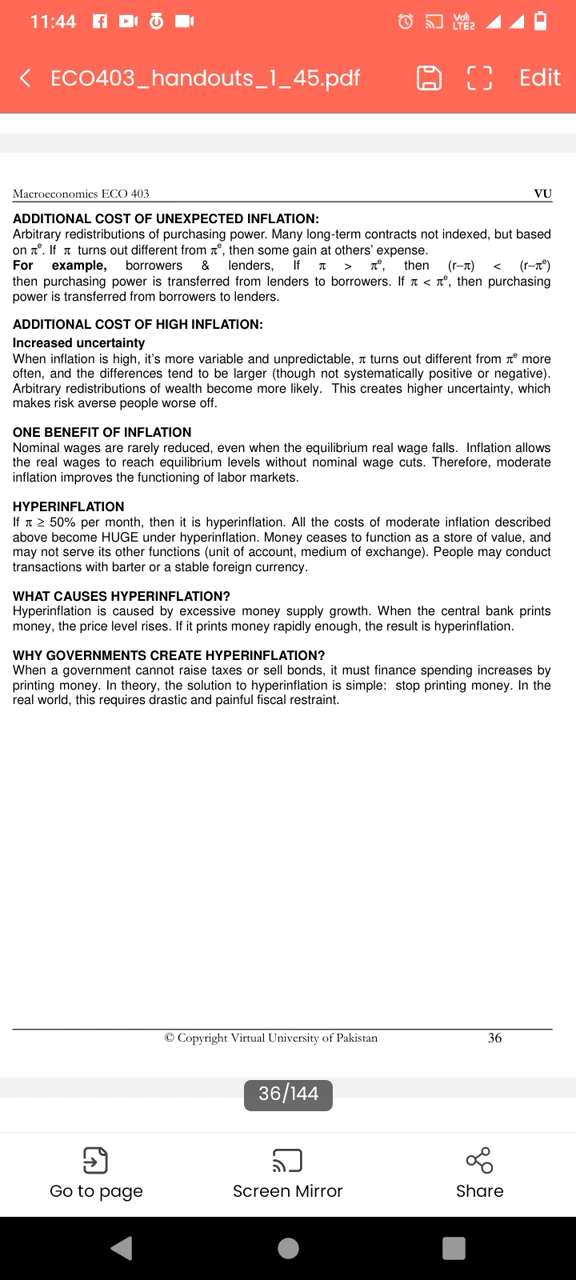 11:44
Vo) LTE2
ECO403_handouts_1_45.pdf Edit
Macroeconomics ECO 403 VU
ADDITIONAL COST OF UNEXPECTED INFLATION:
Arbitrary redistributions of purchasing power. Many long-term contracts not indexed, but based
on πᵉ. If π turns out different from πᵉ, then some gain at others' expense.
For example, borrowers & lenders, If π > πᵉ, then (r−π) < (r−πᵉ)
then purchasing power is transferred from lenders to borrowers. If π < πᵉ, then purchasing
power is transferred from borrowers to lenders.
ADDITIONAL COST OF HIGH INFLATION:
Increased uncertainty
When inflation is high, it's more variable and unpredictable, π turns out different from πᵉ more
often, and the differences tend to be larger (though not systematically positive or negative).
Arbitrary redistributions of wealth become more likely. This creates higher uncertainty, which
makes risk averse people worse off.
ONE BENEFIT OF INFLATION
Nominal wages are rarely reduced, even when the equilibrium real wage falls. Inflation allows
the real wages to reach equilibrium levels without nominal wage cuts. Therefore, moderate
inflation improves the functioning of labor markets.
HYPERINFLATION
If π ≥ 50% per month, then it is hyperinflation. All the costs of moderate inflation described
above become HUGE under hyperinflation. Money ceases to function as a store of value, and
may not serve its other functions (unit of account, medium of exchange). People may conduct
transactions with barter or a stable foreign currency.
WHAT CAUSES HYPERINFLATION?
Hyperinflation is caused by excessive money supply growth. When the central bank prints
money, the price level rises. If it prints money rapidly enough, the result is hyperinflation.
WHY GOVERNMENTS CREATE HYPERINFLATION?
When a government cannot raise taxes or sell bonds, it must finance spending increases by
printing money. In theory, the solution to hyperinflation is simple: stop printing money. In the
real world, this requires drastic and painful fiscal restraint.
© Copyright Virtual University of Pakistan 36
36/144
Go to page Screen Mirror Share